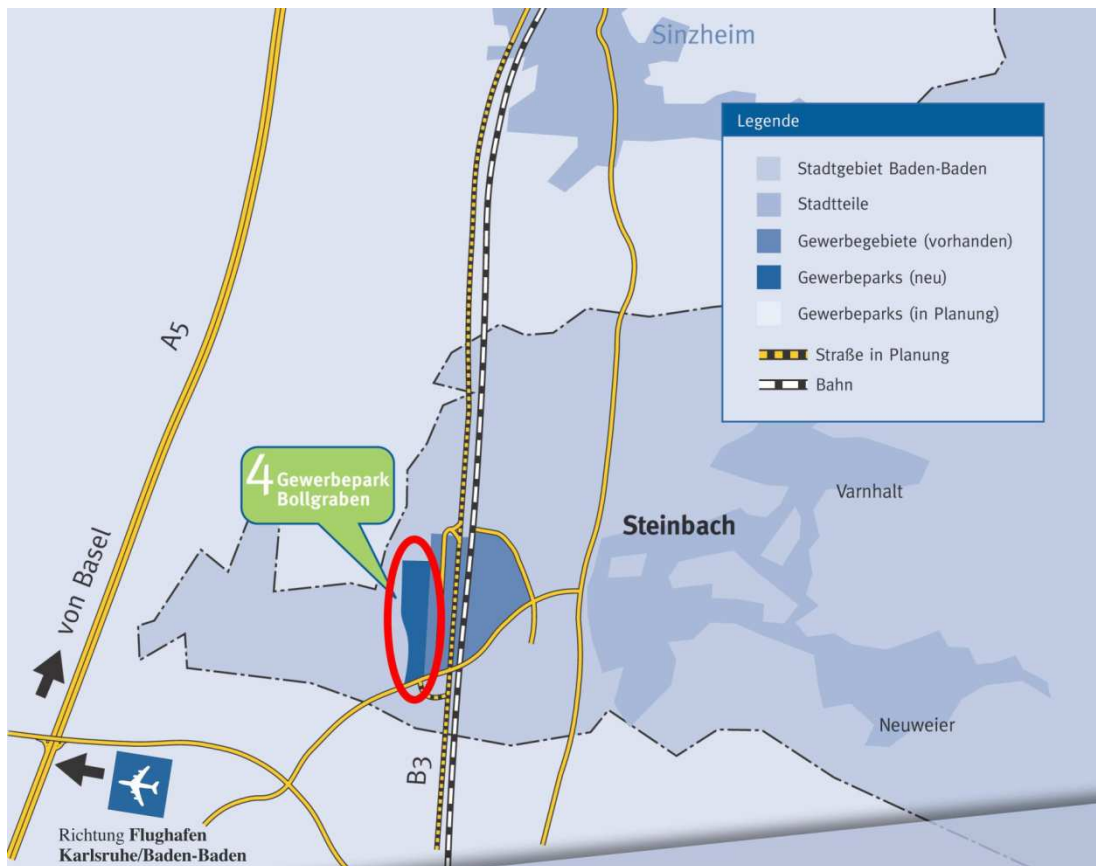 Sinzheim
Legende
Stadtgebiet Baden-Baden
Stadtteile
Gewerbegebiete (vorhanden)
Gewerbeparks (neu)
Gewerbeparks (in Planung)
Straße in Planung
Bahn
A5
4 Gewerbepark
Bollgraben
Varnhalt
Steinbach
von Basel
Neuweier
B3
Richtung Flughafen
Karlsruhe/Baden-Baden